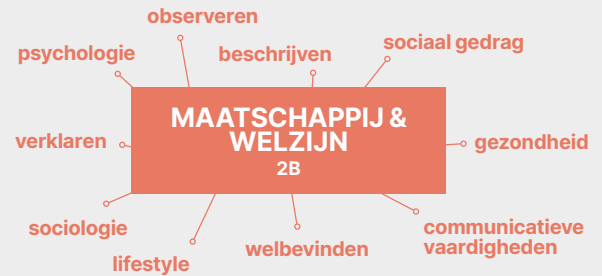 observeren
psychologie
beschrijven
sociaal gedrag
MAATSCHAPPIJ &
WELZIJN
2B
verklaren
gezondheid
sociologie
lifestyle
welbevinden
communicatieve
vaardigheden